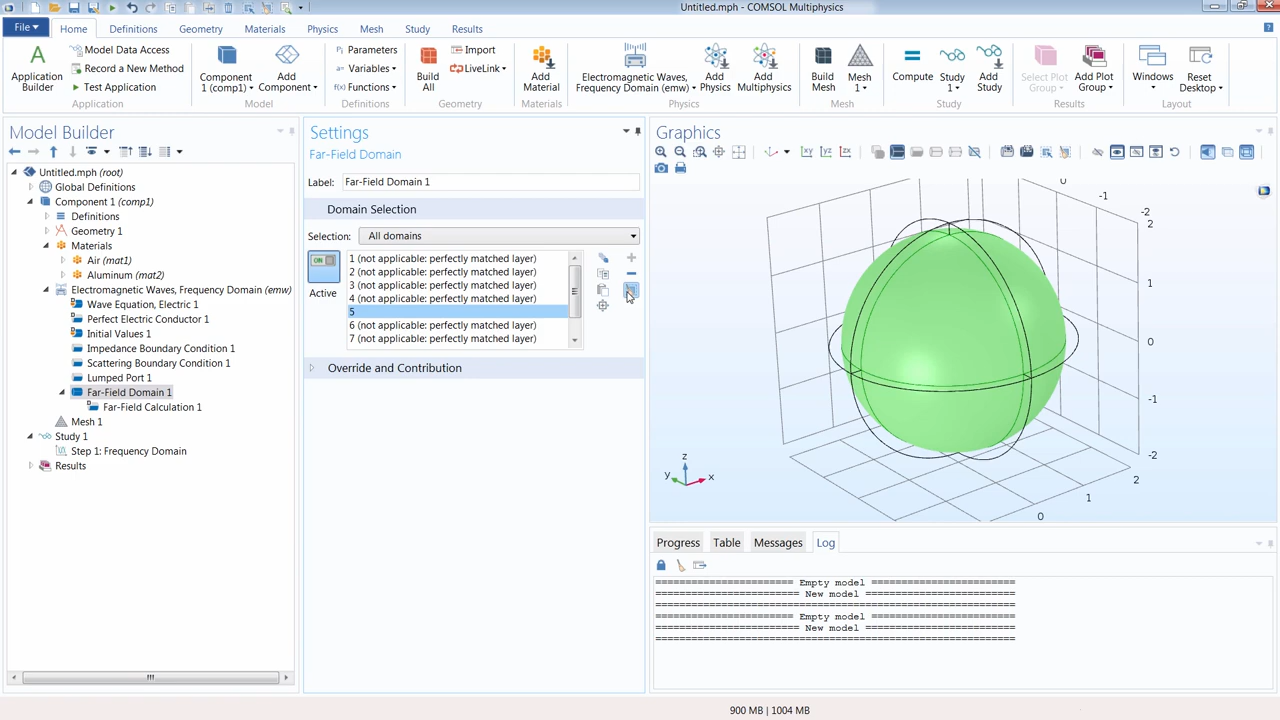 Untitled.mph - COMSOL Multiphysics
File
Home
Definitions
Geometry
Materials
Physics
Mesh
Study
Results
Application Builder
Model Data Access
Record a New Method
Test Application
Application
Component 1 (comp1)
Add Component
Model
Pi Parameters
a= Variables
f(x) Functions
Definitions
Build All
Import
LiveLink
Geometry
Add Material
Materials
Electromagnetic Waves, Frequency Domain (emw)
Add Physics
Add Multiphysics
Physics
Build Mesh
Mesh 1
Mesh
Compute
Study 1
Add Study
Study
Select Plot Group
Add Plot Group
Results
Windows
Reset Desktop
Layout
Model Builder
Untitled.mph (root)
Global Definitions
Component 1 (comp1)
Definitions
Geometry 1
Materials
Air (mat1)
Aluminum (mat2)
Electromagnetic Waves, Frequency Domain (emw)
Wave Equation, Electric 1
Perfect Electric Conductor 1
Initial Values 1
Impedance Boundary Condition 1
Scattering Boundary Condition 1
Lumped Port 1
Far-Field Domain 1
Far-Field Calculation 1
Mesh 1
Study 1
Step 1: Frequency Domain
Results
Settings
Far-Field Domain
Label: Far-Field Domain 1
Domain Selection
Selection: All domains
ON
Active
1 (not applicable: perfectly matched layer)
2 (not applicable: perfectly matched layer)
3 (not applicable: perfectly matched layer)
4 (not applicable: perfectly matched layer)
5
6 (not applicable: perfectly matched layer)
7 (not applicable: perfectly matched layer)
Override and Contribution
Graphics
xy
yz
zx
0
-1
-2
2
1
0
-1
-2
2
1
0
z
y
x
Progress
Table
Messages
Log
======================= Empty model ========================
======================== New model =========================
============================================================
======================= Empty model ========================
======================== New model =========================
============================================================
900 MB | 1004 MB